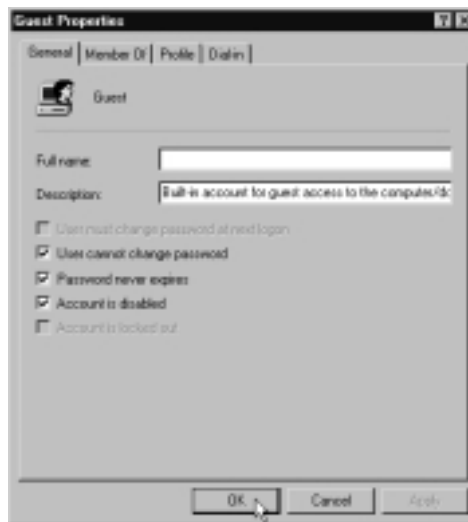 Guest Properties
General Member Of Profile Dial-in
Guest
Full name:
Description: Built-in account for guest access to the computer/do
User must change password at next logon
User cannot change password
Password never expires
Account is disabled
Account is locked out
OK Cancel Apply